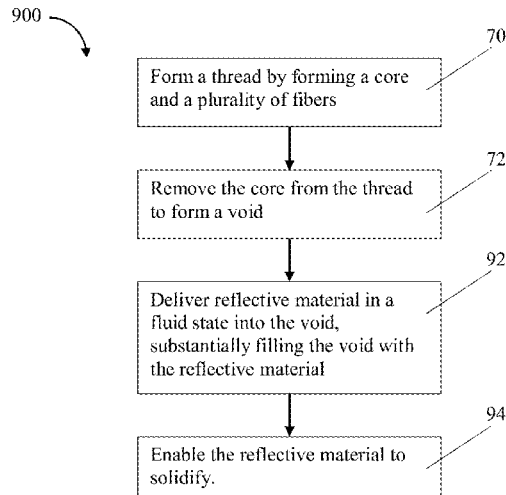 900
70
Form a thread by forming a core
and a plurality of fibers
72
Remove the core from the thread
to form a void
92
Deliver reflective material in a
fluid state into the void,
substantially filling the void with
the reflective material
94
Enable the reflective material to
solidify.